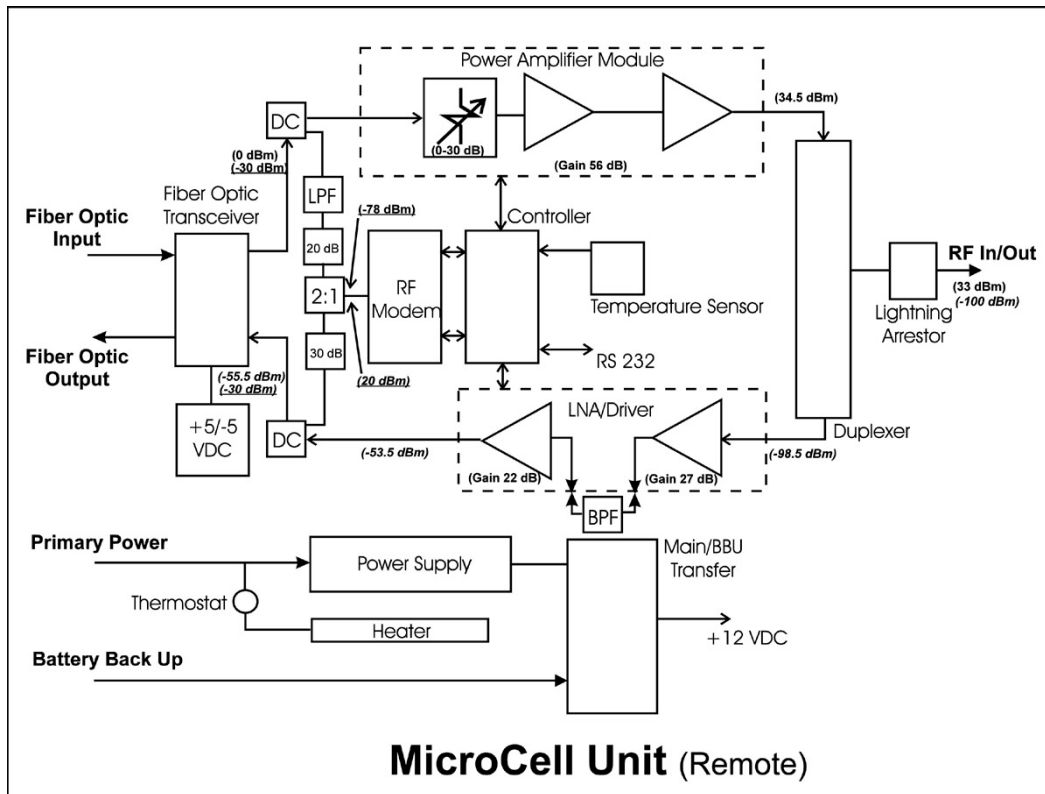 Power Amplifier Module
(34.5 dBm)
DC
(0-30 dB)
(0 dBm)
(-30 dBm)
(Gain 56 dB)
Fiber Optic
Transceiver
LPF
(-78 dBm)
Controller
Fiber Optic
Input
20 dB
2:1
RF
Modem
Temperature Sensor
RF In/Out
(33 dBm)
(-100 dBm)
Lightning
Arrestor
Fiber Optic
Output
30 dB
RS 232
(-55.5 dBm)
(-30 dBm)
(20 dBm)
+5/-5
VDC
DC
LNA/Driver
Duplexer
(-53.5 dBm)
(-98.5 dBm)
(Gain 22 dB)
(Gain 27 dB)
BPF
Primary Power
Power Supply
Main/BBU
Transfer
Thermostat
Heater
+12 VDC
Battery Back Up
MicroCell Unit (Remote)